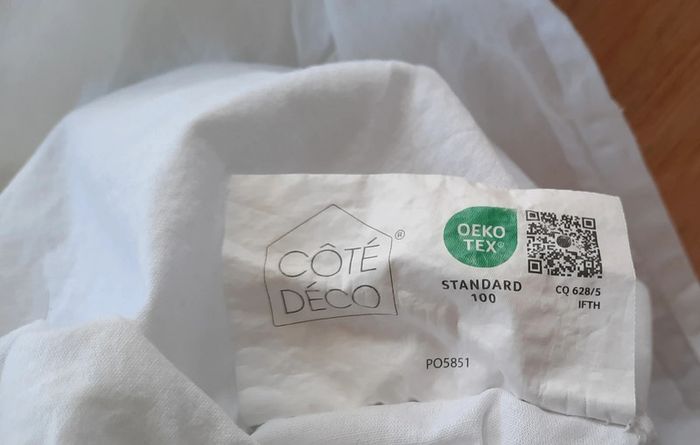 CÔTÉ
DÉCO
®
OEKO
TEX®
STANDARD
100
CQ 628/5
IFTH
PO5851